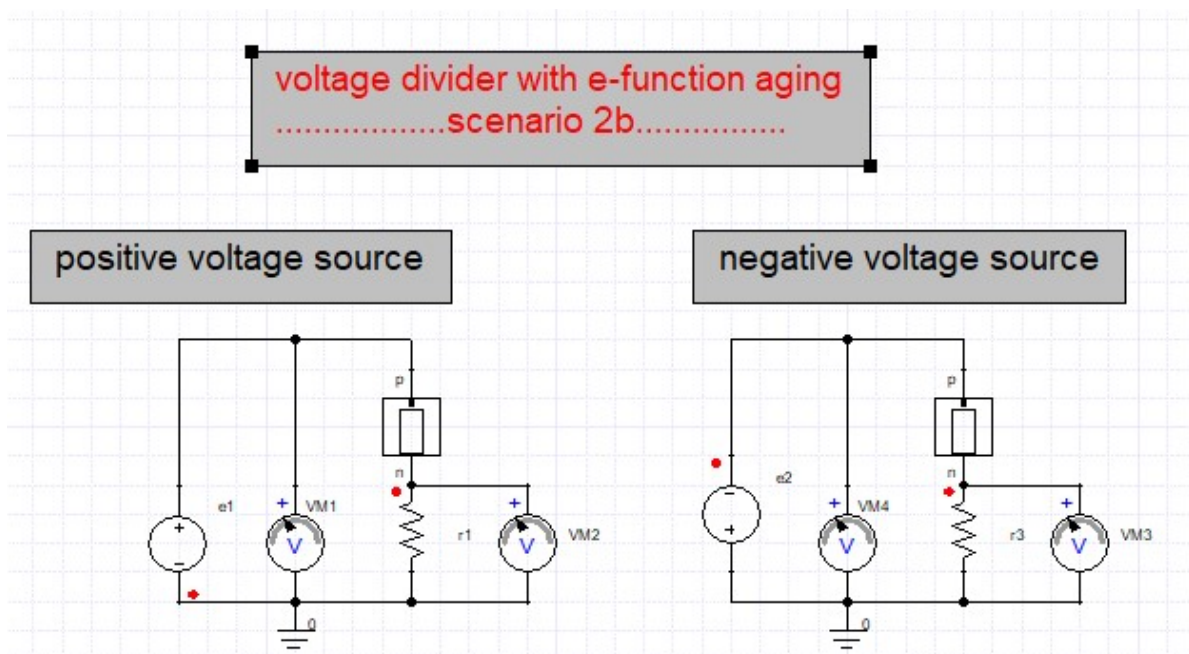 voltage divider with e-function aging
..................scenario 2b................
positive voltage source
negative voltage source
p
n
e1
+
-
+
VM1
V
r1
+
VM2
V
0
p
n
e2
-
+
+
VM4
V
r3
+
VM3
V
0